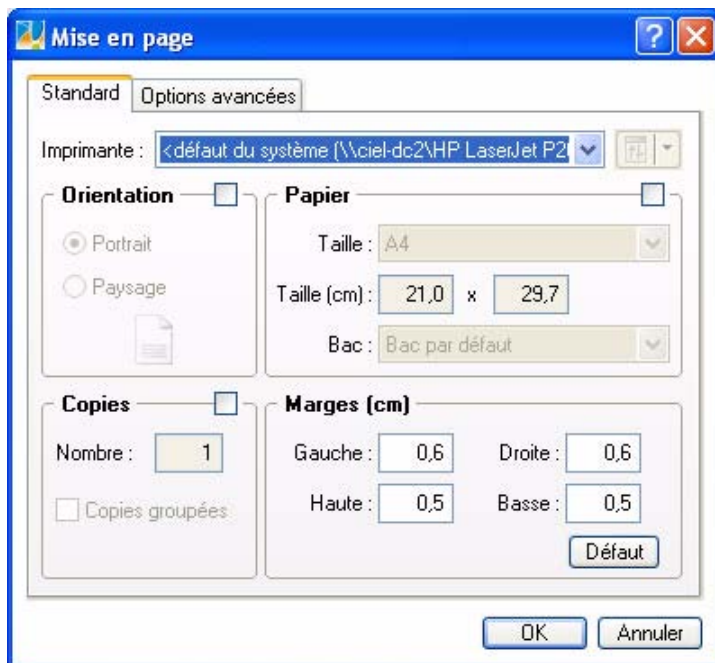 Mise en page
Standard Options avancées
Imprimante : <défaut du système (\\ciel-dc2\HP LaserJet P20
Orientation
Portrait
Paysage
Papier
Taille : A4
Taille (cm) : 21,0 x 29,7
Bac : Bac par défaut
Copies
Nombre : 1
Copies groupées
Marges (cm)
Gauche : 0,6 Droite : 0,6
Haute : 0,5 Basse : 0,5
Défaut
OK Annuler